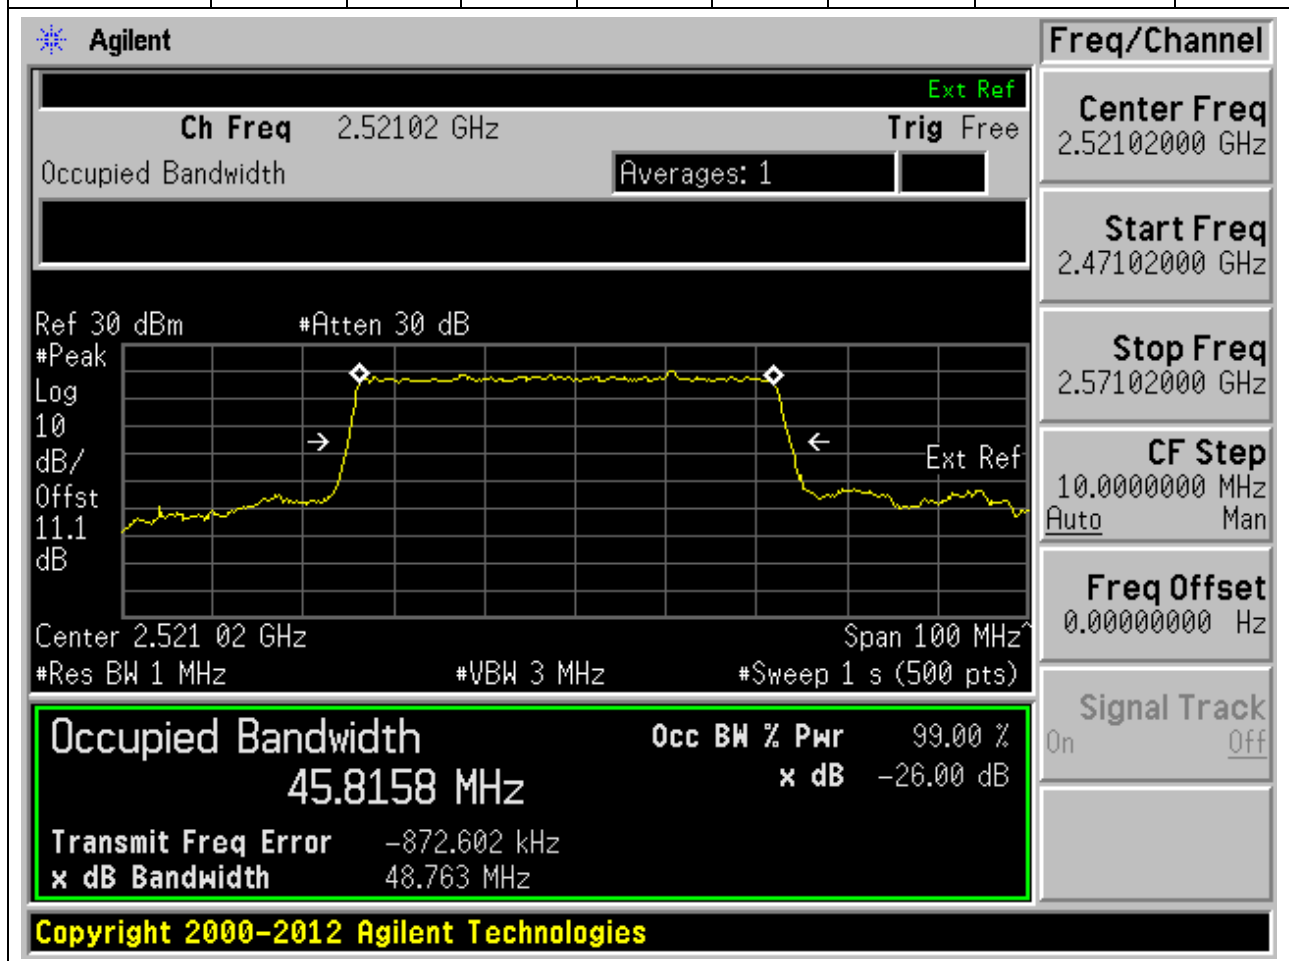 Agilent
Freq/Channel
Ext Ref
Ch Freq 2.52102 GHz Trig Free
Occupied Bandwidth Averages: 1
Center Freq
2.52102000 GHz
Start Freq
2.47102000 GHz
Stop Freq
2.57102000 GHz
CF Step
10.0000000 MHz
Auto Man
Freq Offset
0.00000000 Hz
Signal Track
On Off
Ref 30 dBm #Atten 30 dB
#Peak
Log
10
dB/
Offst
11.1
dB
Ext Ref
Center 2.521 02 GHz Span 100 MHz^
#Res BW 1 MHz #VBW 3 MHz #Sweep 1 s (500 pts)
Occupied Bandwidth Occ BW % Pwr 99.00 %
45.8158 MHz x dB -26.00 dB
Transmit Freq Error -872.602 kHz
x dB Bandwidth 48.763 MHz
Copyright 2000-2012 Agilent Technologies